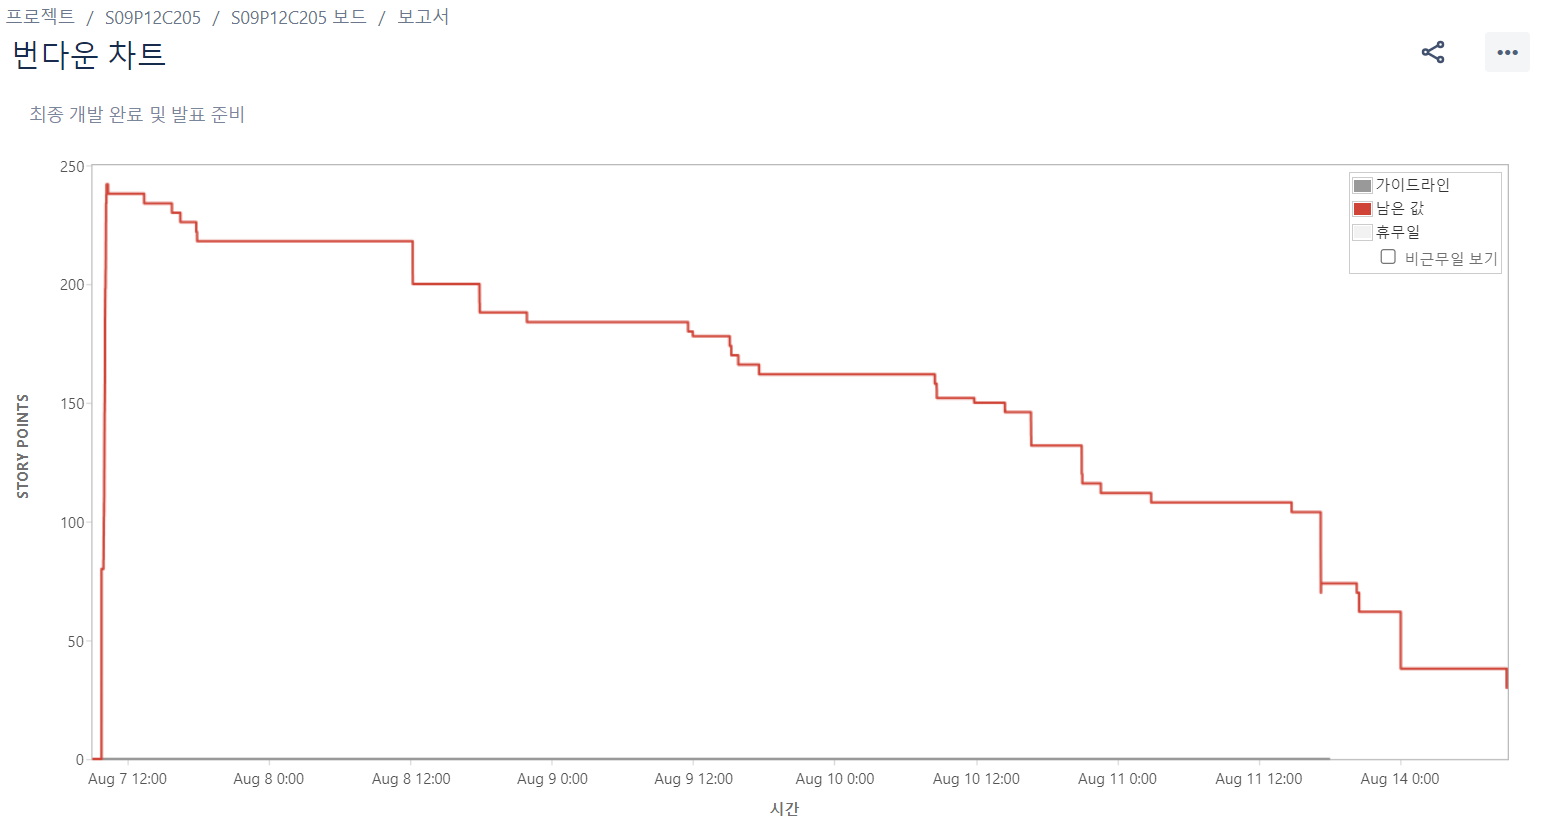 프로젝트 / S09P12C205 / S09P12C205 보드 / 보고서
번다운 차트
최종 개발 완료 및 발표 준비
250
200
150
100
50
0
STORY POINTS
가이드라인
남은 값
휴무일
비근무일 보기
Aug 7 12:00 Aug 8 0:00 Aug 8 12:00 Aug 9 0:00 Aug 9 12:00 Aug 10 0:00 Aug 10 12:00 Aug 11 0:00 Aug 11 12:00 Aug 14 0:00
시간